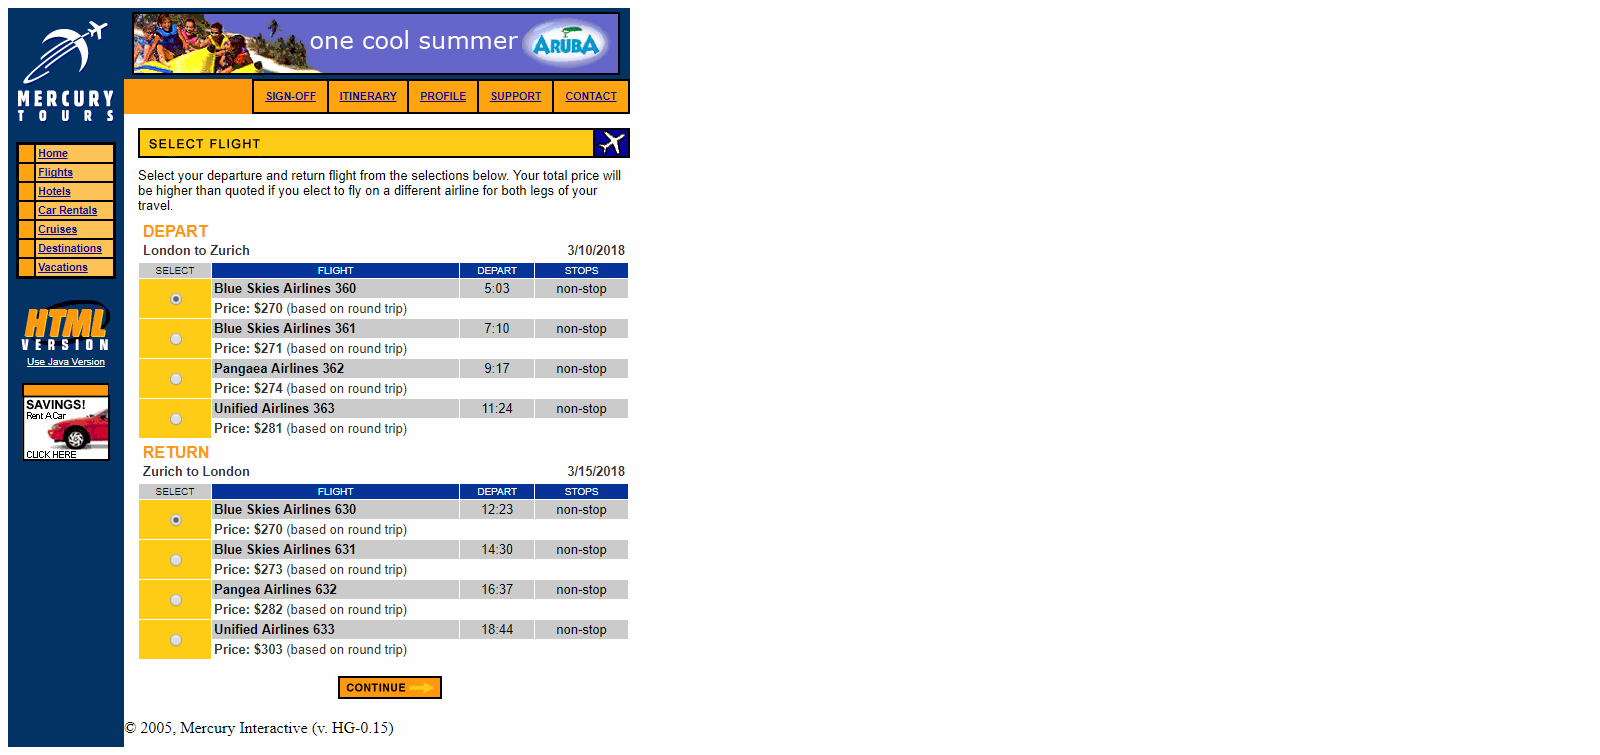 MERCURY
TOURS
one cool summer
ARUBA
SIGN-OFF
ITINERARY
PROFILE
SUPPORT
CONTACT
Home
Flights
Hotels
Car Rentals
Cruises
Destinations
Vacations
HTML
VERSION
Use Java Version
SAVINGS!
Rent A Car
CLICK HERE
SELECT FLIGHT
Select your departure and return flight from the selections below. Your total price will
be higher than quoted if you elect to fly on a different airline for both legs of your
travel.
DEPART
London to Zurich 3/10/2018
SELECT FLIGHT DEPART STOPS
Blue Skies Airlines 360 5:03 non-stop
Price: $270 (based on round trip)
Blue Skies Airlines 361 7:10 non-stop
Price: $271 (based on round trip)
Pangaea Airlines 362 9:17 non-stop
Price: $274 (based on round trip)
Unified Airlines 363 11:24 non-stop
Price: $281 (based on round trip)
RETURN
Zurich to London 3/15/2018
SELECT FLIGHT DEPART STOPS
Blue Skies Airlines 630 12:23 non-stop
Price: $270 (based on round trip)
Blue Skies Airlines 631 14:30 non-stop
Price: $273 (based on round trip)
Pangea Airlines 632 16:37 non-stop
Price: $282 (based on round trip)
Unified Airlines 633 18:44 non-stop
Price: $303 (based on round trip)
CONTINUE
© 2005, Mercury Interactive (v. HG-0.15)